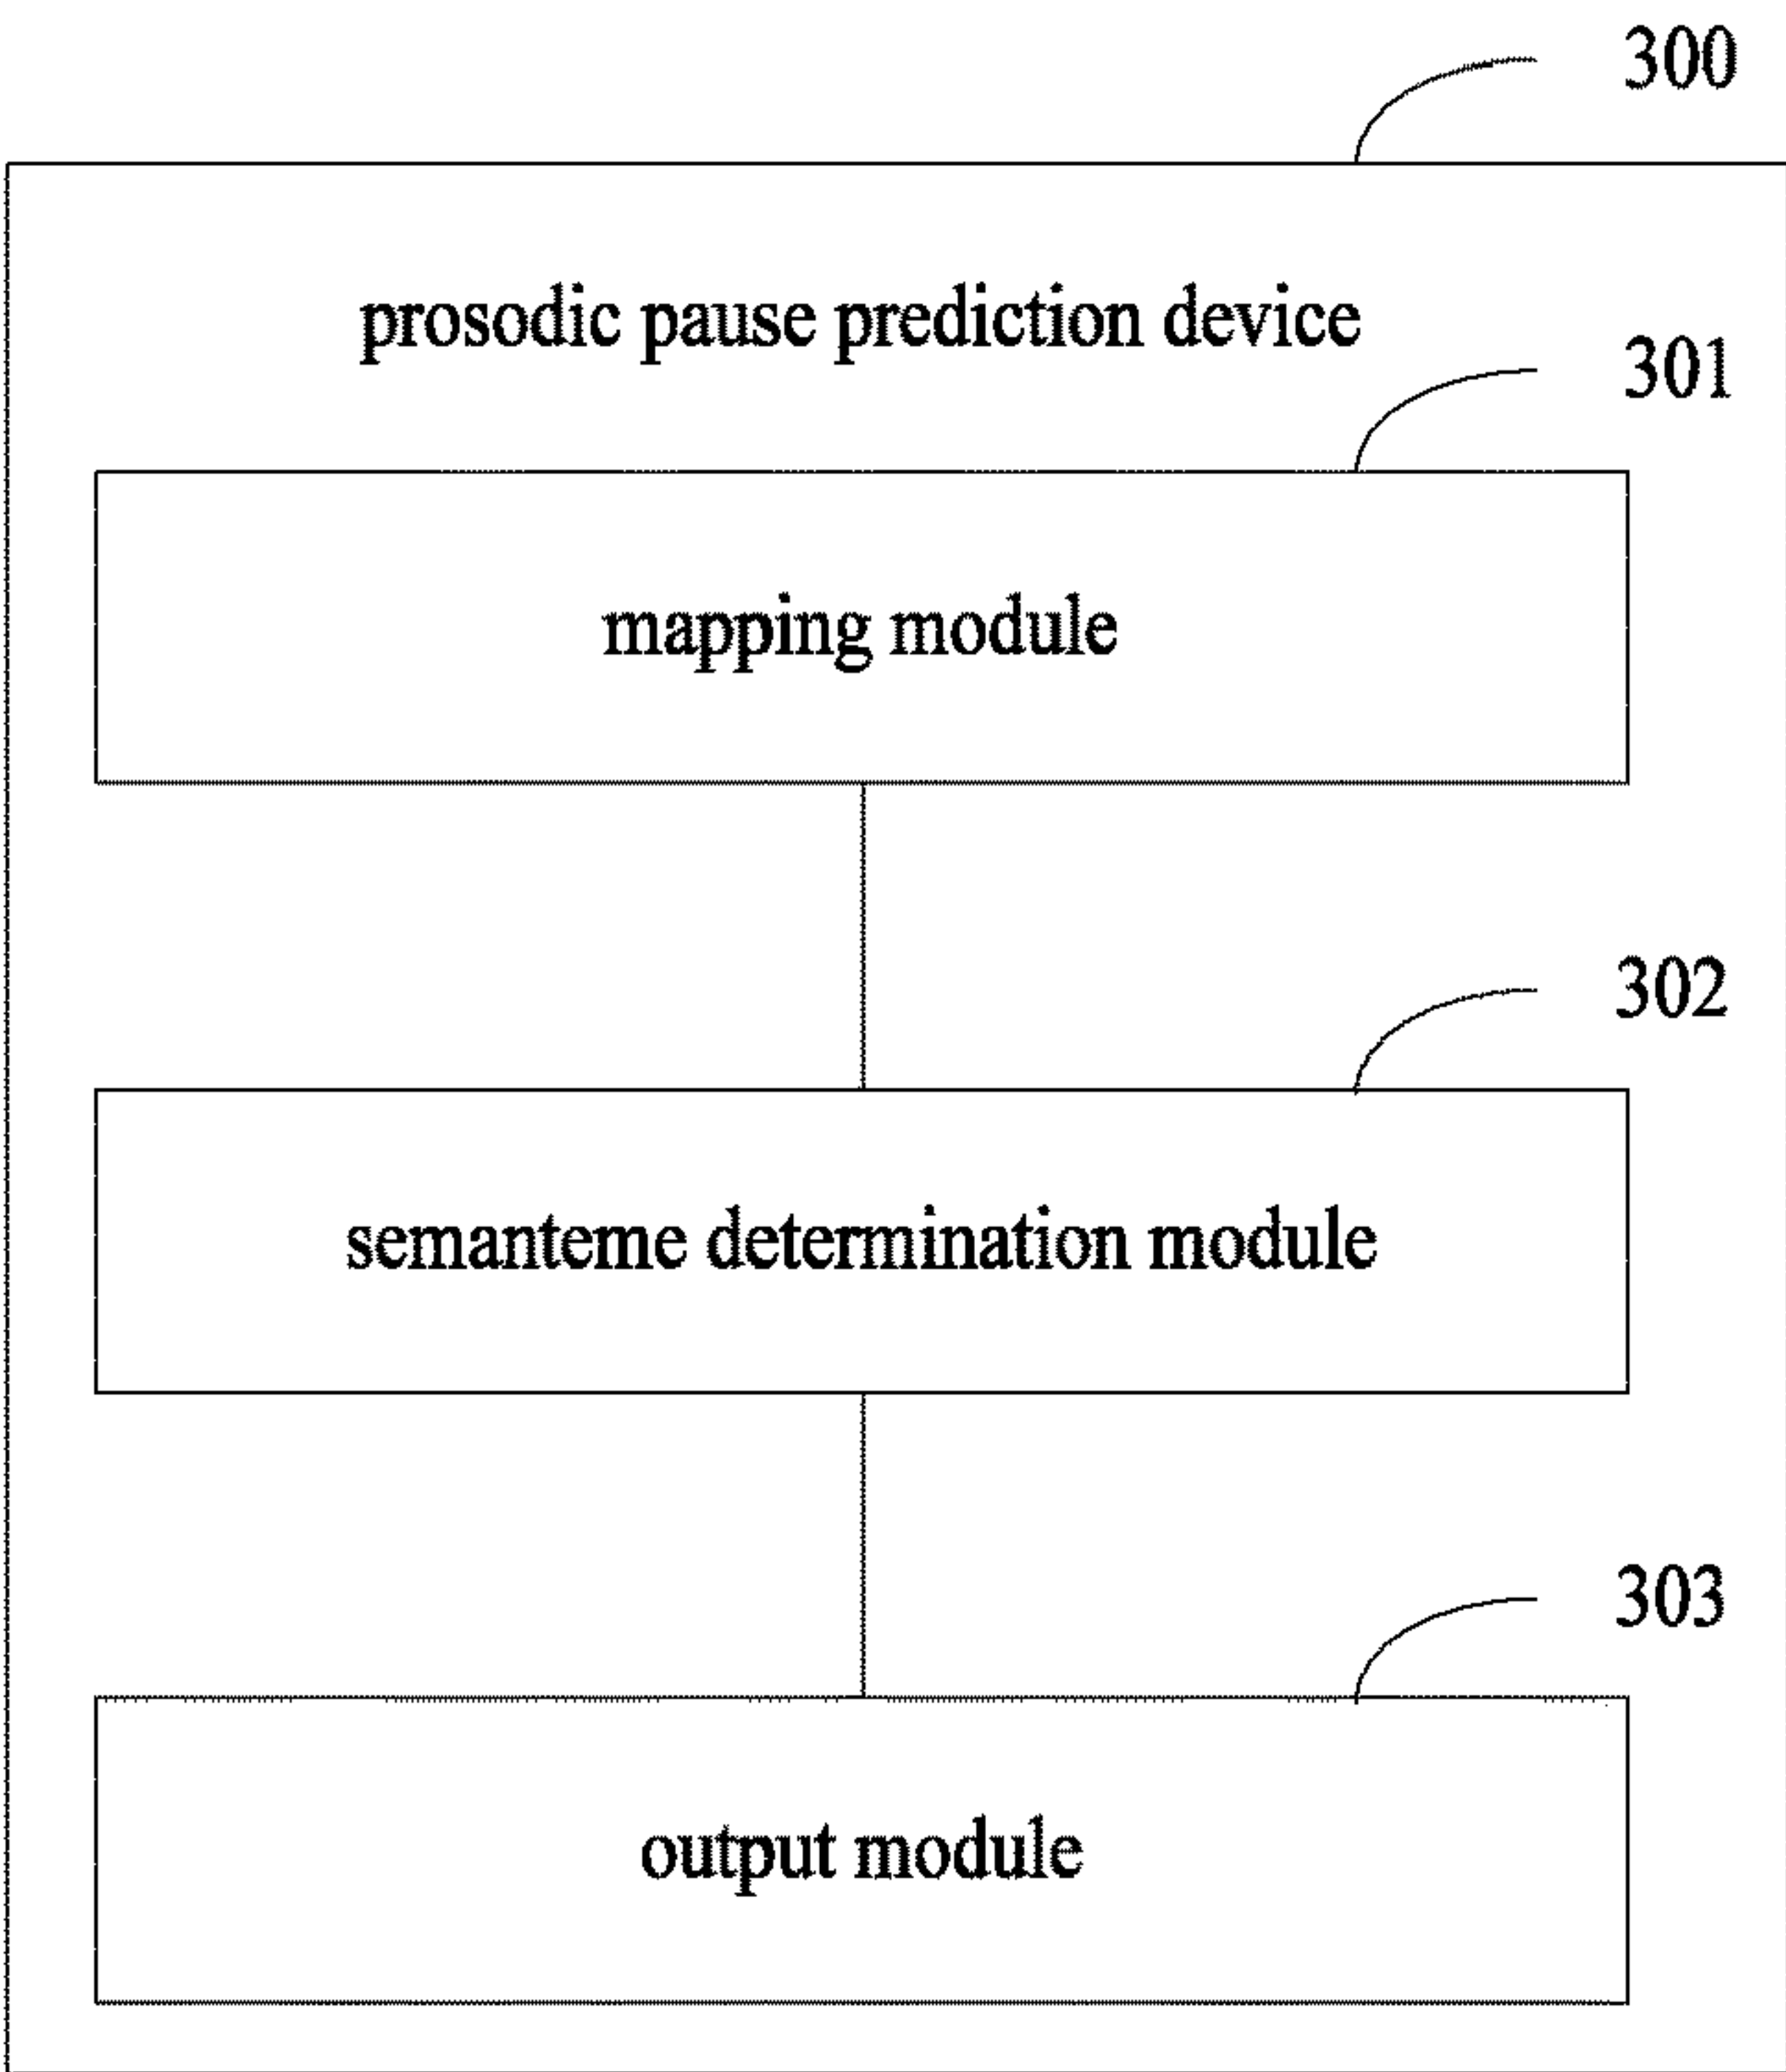 300
prosodic pause prediction device
301
mapping module
302
semanteme determination module
303
output module